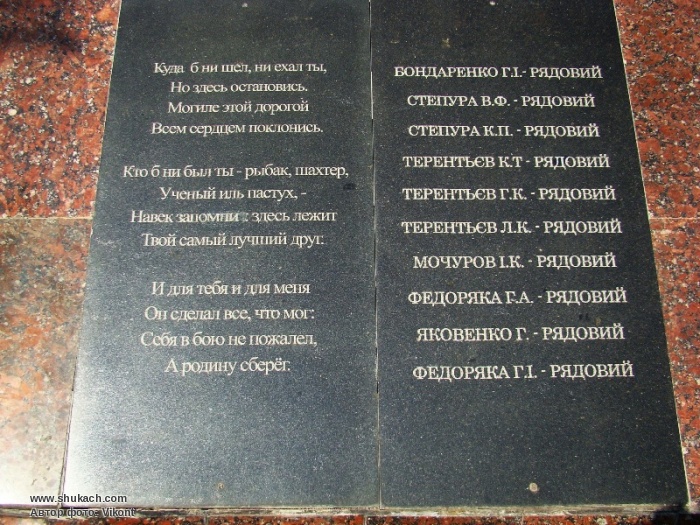 Куда б ни шел, ни ехал ты,
Но здесь остановись.
Могиле этой дорогой
Всем сердцем поклонись.
Кто б ни был ты - рыбак, шахтер,
Ученый иль пастух, -
Навек запомни : здесь лежит
Твой самый лучший друг.
И для тебя и для меня
Он сделал все, что мог:
Себя в бою не пожалел,
А родину сберёг.
БОНДАРЕНКО Г.І.- РЯДОВИЙ
СТЕПУРА В.Ф. - РЯДОВИЙ
СТЕПУРА К.П. - РЯДОВИЙ
ТЕРЕНТЬЄВ К.Т - РЯДОВИЙ
ТЕРЕНТЬЄВ Г.К. - РЯДОВИЙ
ТЕРЕНТЬЄВ Л.К. - РЯДОВИЙ
МОЧУРОВ І.К. - РЯДОВИЙ
ФЕДОРЯКА Г.А. - РЯДОВИЙ
ЯКОВЕНКО Г. - РЯДОВИЙ
ФЕДОРЯКА Г.І. - РЯДОВИЙ
www.shukach.com
Автор фото: Vikont